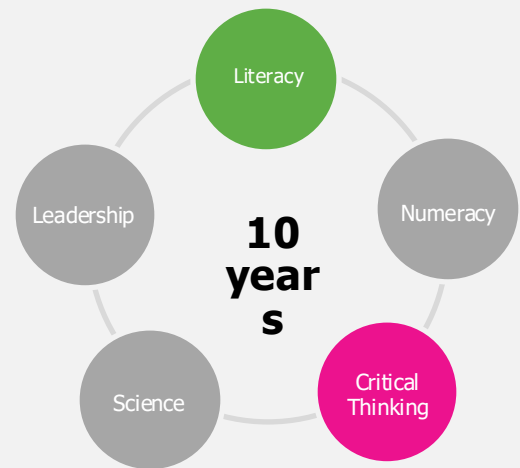 Literacy
Leadership
Numeracy
10
year
s
Critical
Thinking
Science